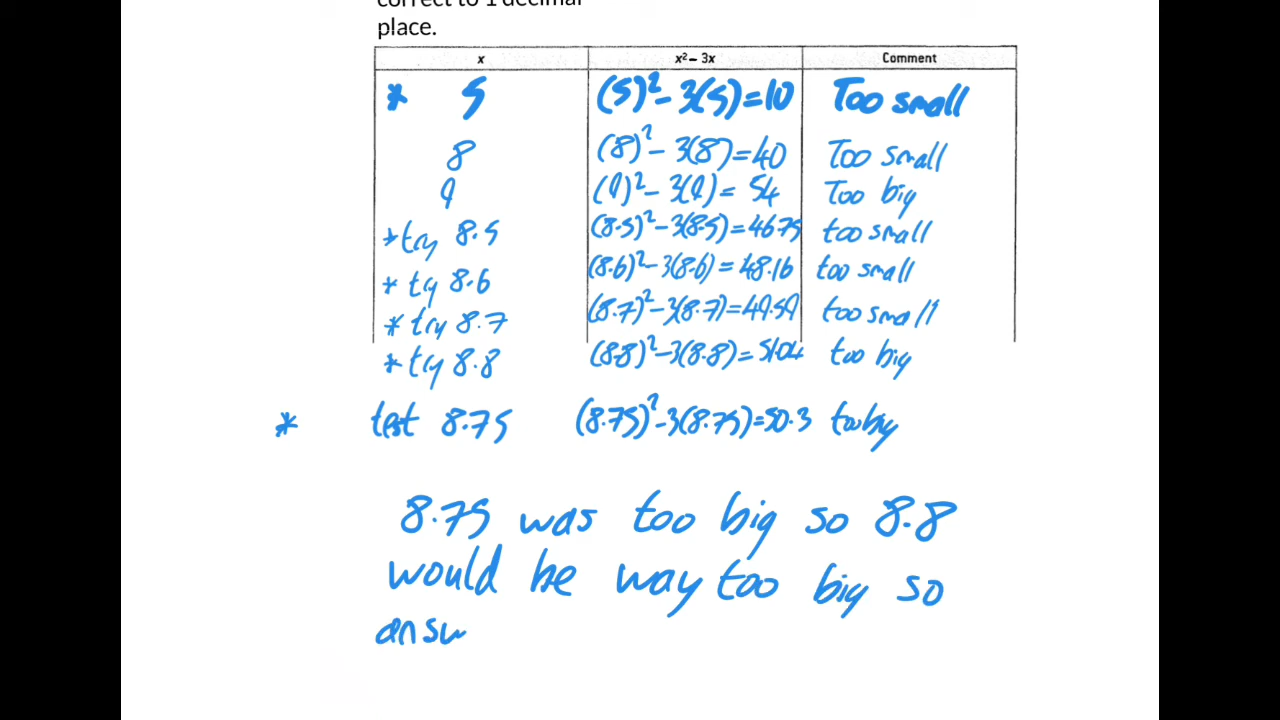 correct to 1 decimal
place.
x x² – 3x Comment
* 5 (5)² - 3(5) = 10 Too small
8 (8)² - 3(8) = 40 Too small
9 (9)² - 3(9) = 54 Too big
*try 8.5 (8.5)² - 3(8.5) = 46.75 too small
* try 8.6 (8.6)² - 3(8.6) = 48.16 too small
* try 8.7 (8.7)² - 3(8.7) = 49.59 too small
* try 8.8 (8.8)² - 3(8.8) = 51.04 too big
* test 8.75 (8.75)² - 3(8.75) = 50.3 too big
8.75 was too big so 8.8
would be way too big so
answ